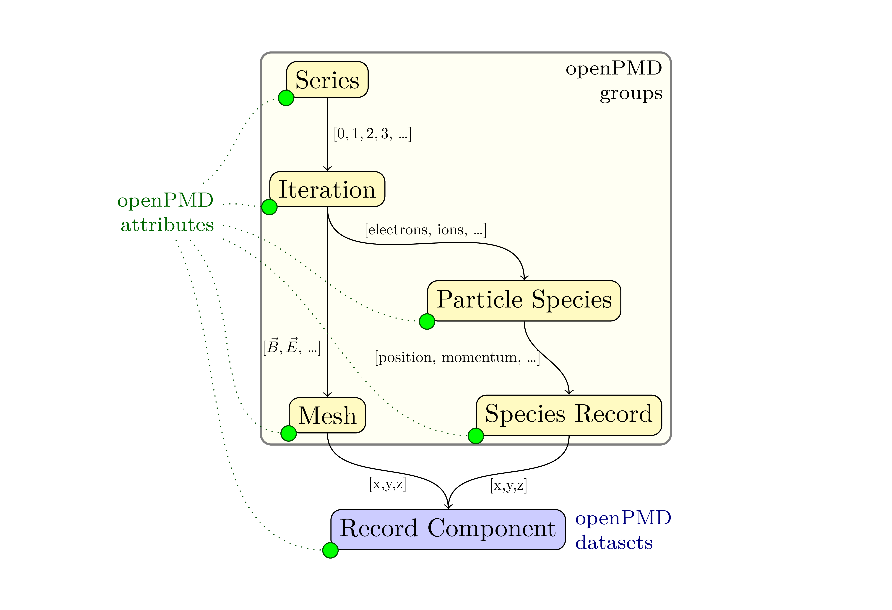 openPMD
groups
Series
[0, 1, 2, 3, ...]
Iteration
openPMD
attributes
[electrons, ions, ...]
Particle Species
[B⃗, E⃗, ...]
[position, momentum, ...]
Mesh
Species Record
[x,y,z]
[x,y,z]
Record Component
openPMD
datasets